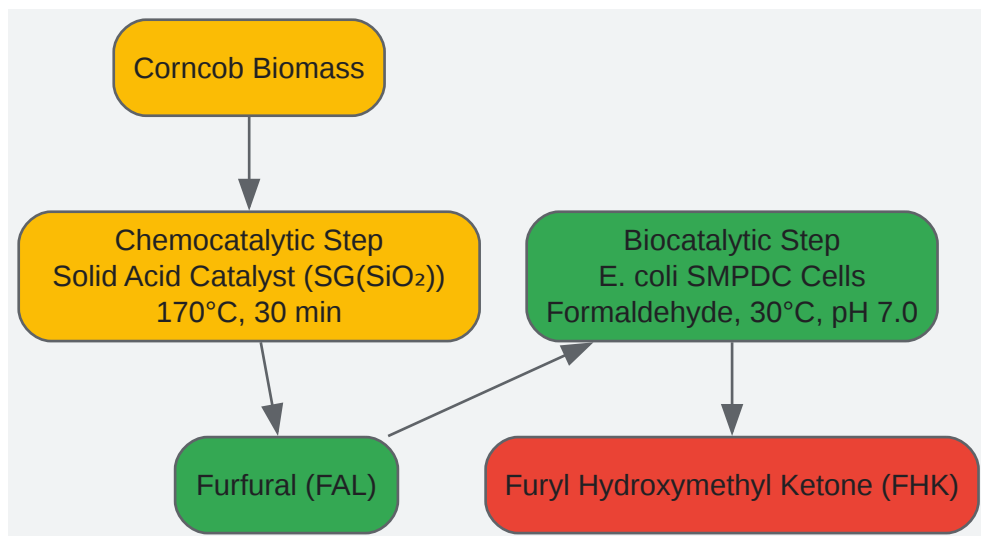 Corncob Biomass
Chemocatalytic Step
Solid Acid Catalyst (SG(SiO₂))
170°C, 30 min
Biocatalytic Step
E. coli SMPDC Cells
Formaldehyde, 30°C, pH 7.0
Furfural (FAL)
Furyl Hydroxymethyl Ketone (FHK)